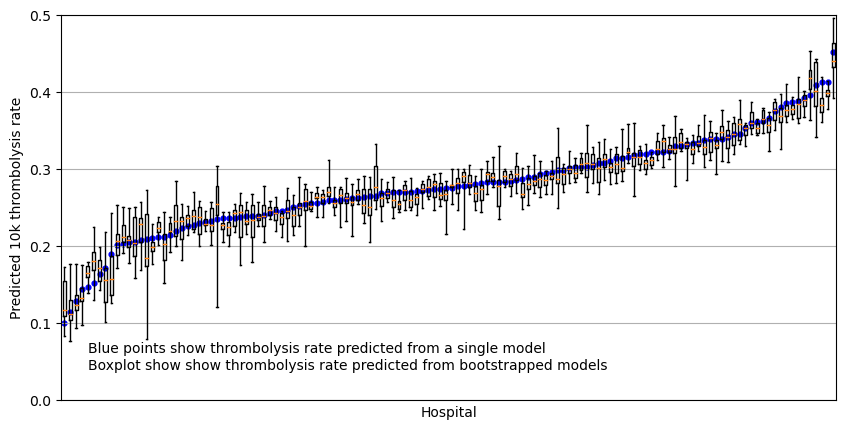 0.5
0.4
0.3
0.2
0.1
0.0
Predicted 10k thrombolysis rate
Blue points show thrombolysis rate predicted from a single model
Boxplot show show thrombolysis rate predicted from bootstrapped models
Hospital